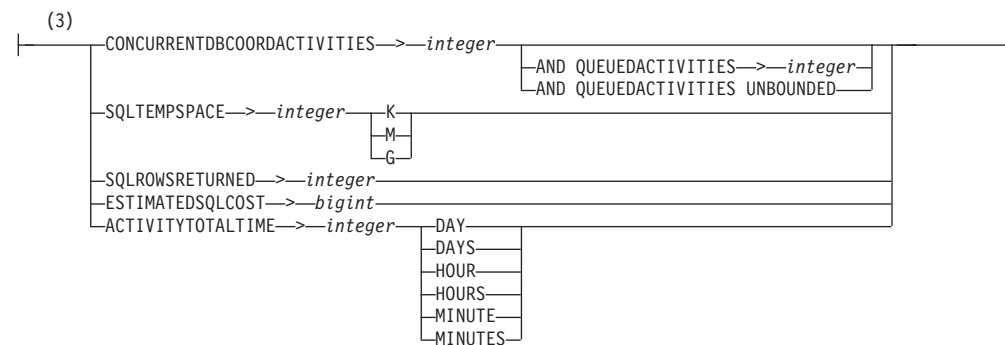 (3)
CONCURRENTDBCOORDACTIVITIES > integer
AND QUEUEDACTIVITIES > integer
AND QUEUEDACTIVITIES UNBOUNDED
SQLTEMPSPACE > integer K
M
G
SQLROWSRETURNED > integer
ESTIMATEDSQLCOST > bigint
ACTIVITYTOTALTIME > integer DAY
DAYS
HOUR
HOURS
MINUTE
MINUTES